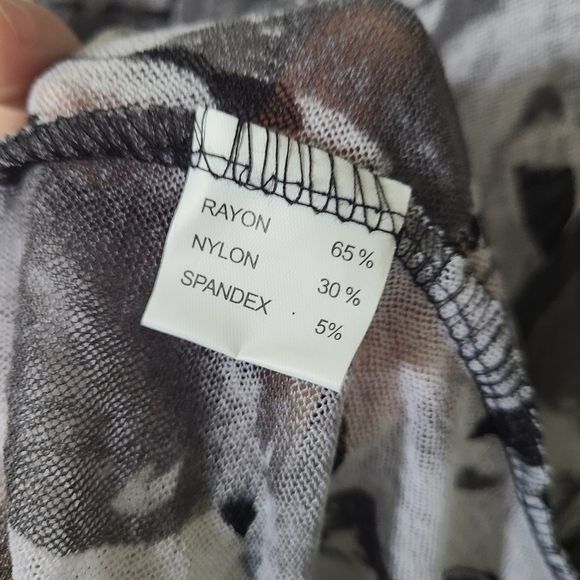 RAYON 65%
NYLON 30%
SPANDEX 5%